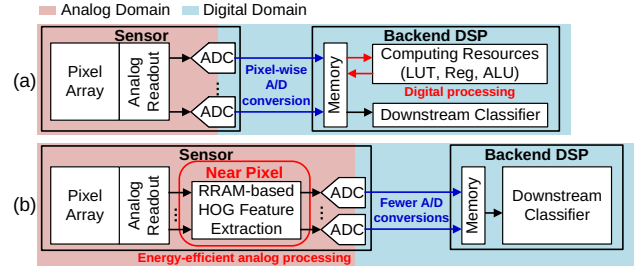 Analog Domain
Digital Domain
(a)
Sensor
Pixel
Array
Analog
Readout
ADC
...
ADC
Pixel-wise
A/D
conversion
Backend DSP
Memory
Computing Resources
(LUT, Reg, ALU)
Digital processing
Downstream Classifier
(b)
Sensor
Pixel
Array
Analog
Readout
...
Near Pixel
RRAM-based
HOG Feature
Extraction
...
ADC
ADC
Energy-efficient analog processing
Fewer A/D
conversions
Backend DSP
Memory
Downstream
Classifier